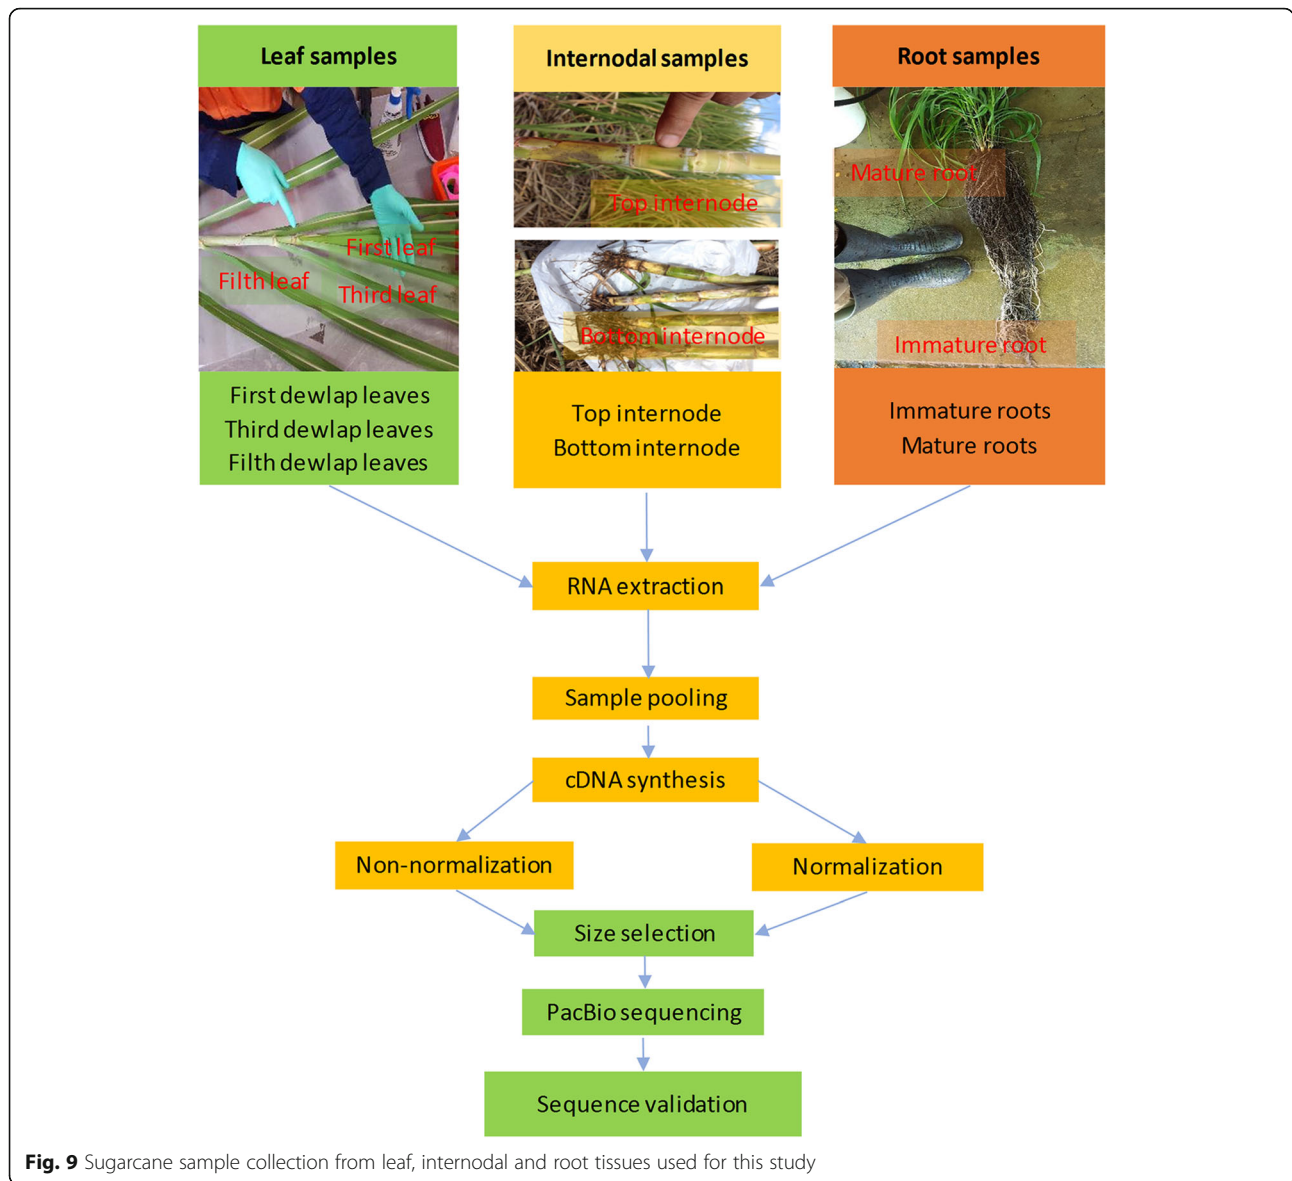 Leaf samples
Internodal samples
Root samples
First leaf
Filth leaf
Third leaf
Top internode
Bottom internode
Mature root
Immature root
First dewlap leaves
Third dewlap leaves
Filth dewlap leaves
Top internode
Bottom internode
Immature roots
Mature roots
RNA extraction
Sample pooling
cDNA synthesis
Non-normalization
Normalization
Size selection
PacBio sequencing
Sequence validation
Fig. 9 Sugarcane sample collection from leaf, internodal and root tissues used for this study